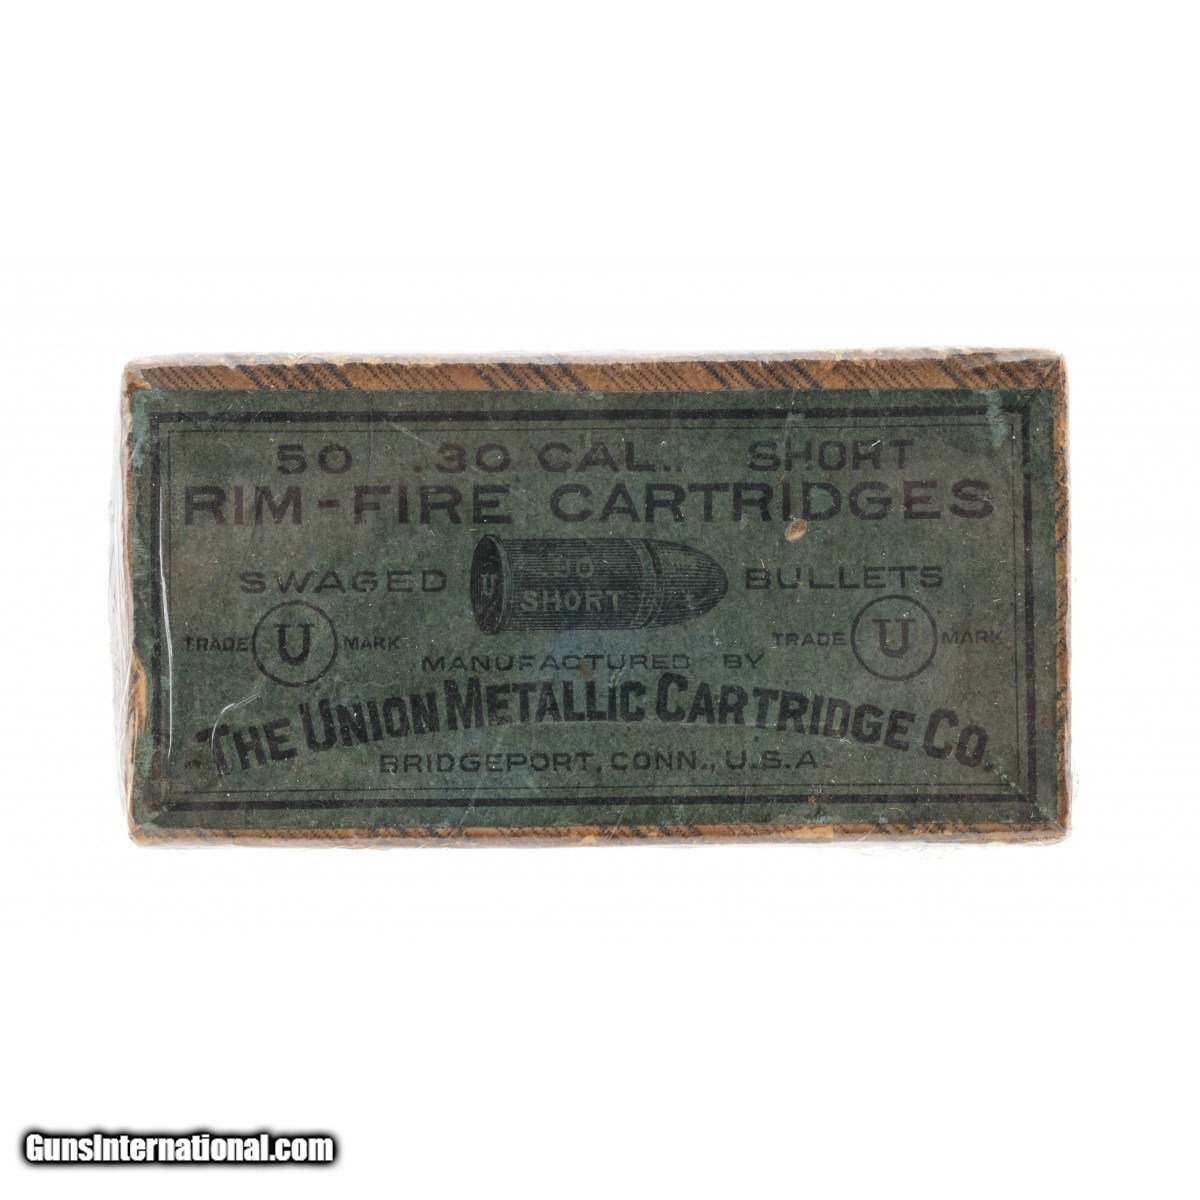 50 .30 CAL.. SHORT
RIM-FIRE CARTRIDGES
SWAGED U 30 SHORT BULLETS
TRADE U MARK TRADE U MARK
MANUFACTURED BY
THE UNION METALLIC CARTRIDGE CO.
BRIDGEPORT, CONN., U.S.A.
GunsInternational.com